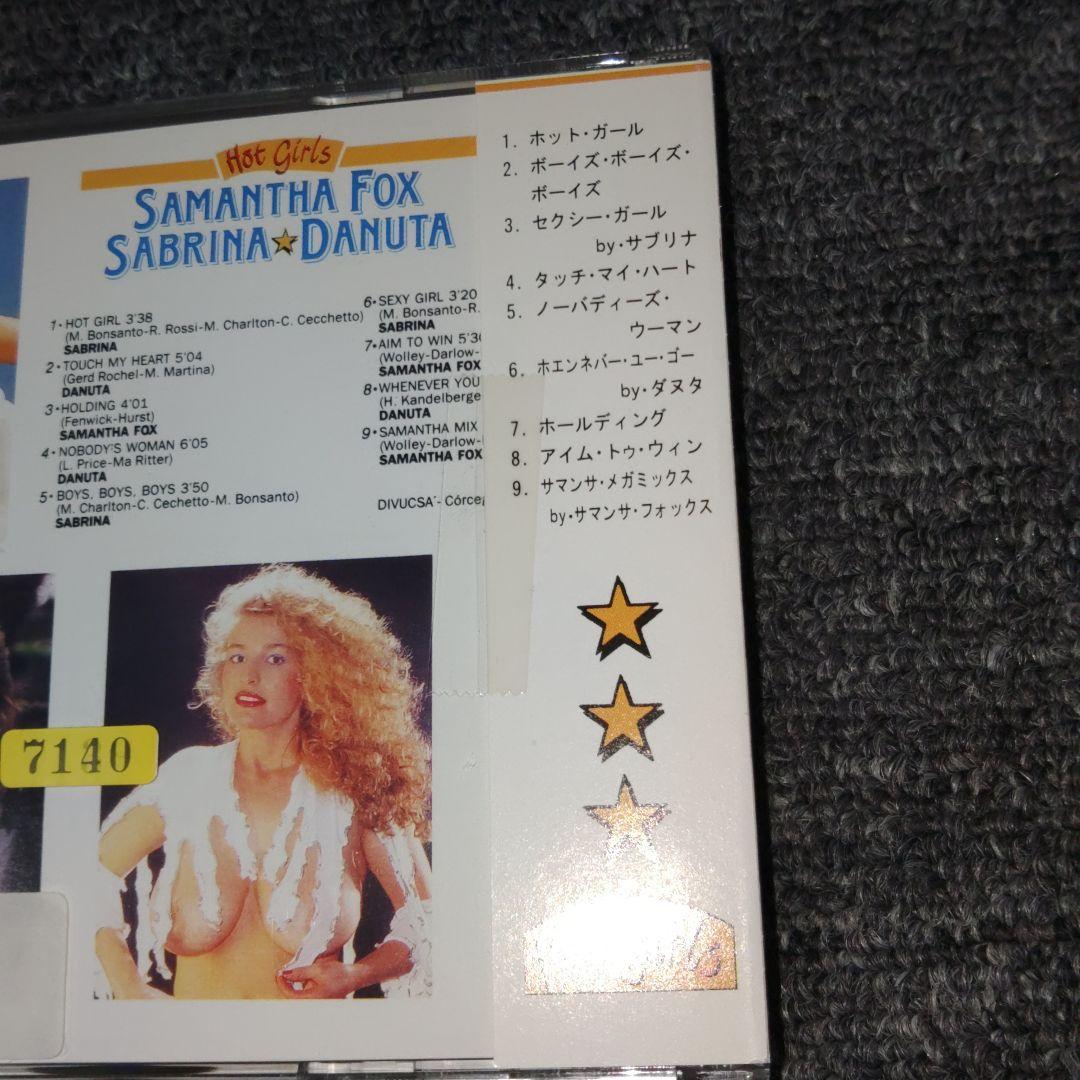 Hot Girls
SAMANTHA FOX
SABRINA★DANUTA
1・HOT GIRL 3'38
(M. Bonsanto-R. Rossi-M. Charlton-C. Cecchetto)
SABRINA
2・TOUCH MY HEART 5'04
(Gerd Rochel-M. Martina)
DANUTA
3・HOLDING 4'01
(Fenwick-Hurst)
SAMANTHA FOX
4・NOBODY'S WOMAN 6'05
(L. Price-Ma Ritter)
DANUTA
5・BOYS, BOYS, BOYS 3'50
(M. Charlton-C. Cechetto-M. Bonsanto)
SABRINA
6・SEXY GIRL 3'20
(M. Bonsanto-R.
SABRINA
7・AIM TO WIN
(Wolley-Darlow-
SAMANTHA FOX
8・WHENEVER YOU
(H. Kandelberge
DANUTA
9・SAMANTHA MIX
(Wolley-Darlow-
SAMANTHA FOX
DIVUCSA - Córceg
1. ホット・ガール
2. ボーイズ・ボーイズ・
ボーイズ
3. セクシー・ガール
by・サブリナ
4. タッチ・マイ・ハート
5. ノーバディーズ・
ウーマン
6. ホエンネバー・ユー・ゴー
by・ダヌタ
7. ホールディング
8. アイム・トゥ・ウィン
9. サマンサ・メガミックス
by・サマンサ・フォックス
7140